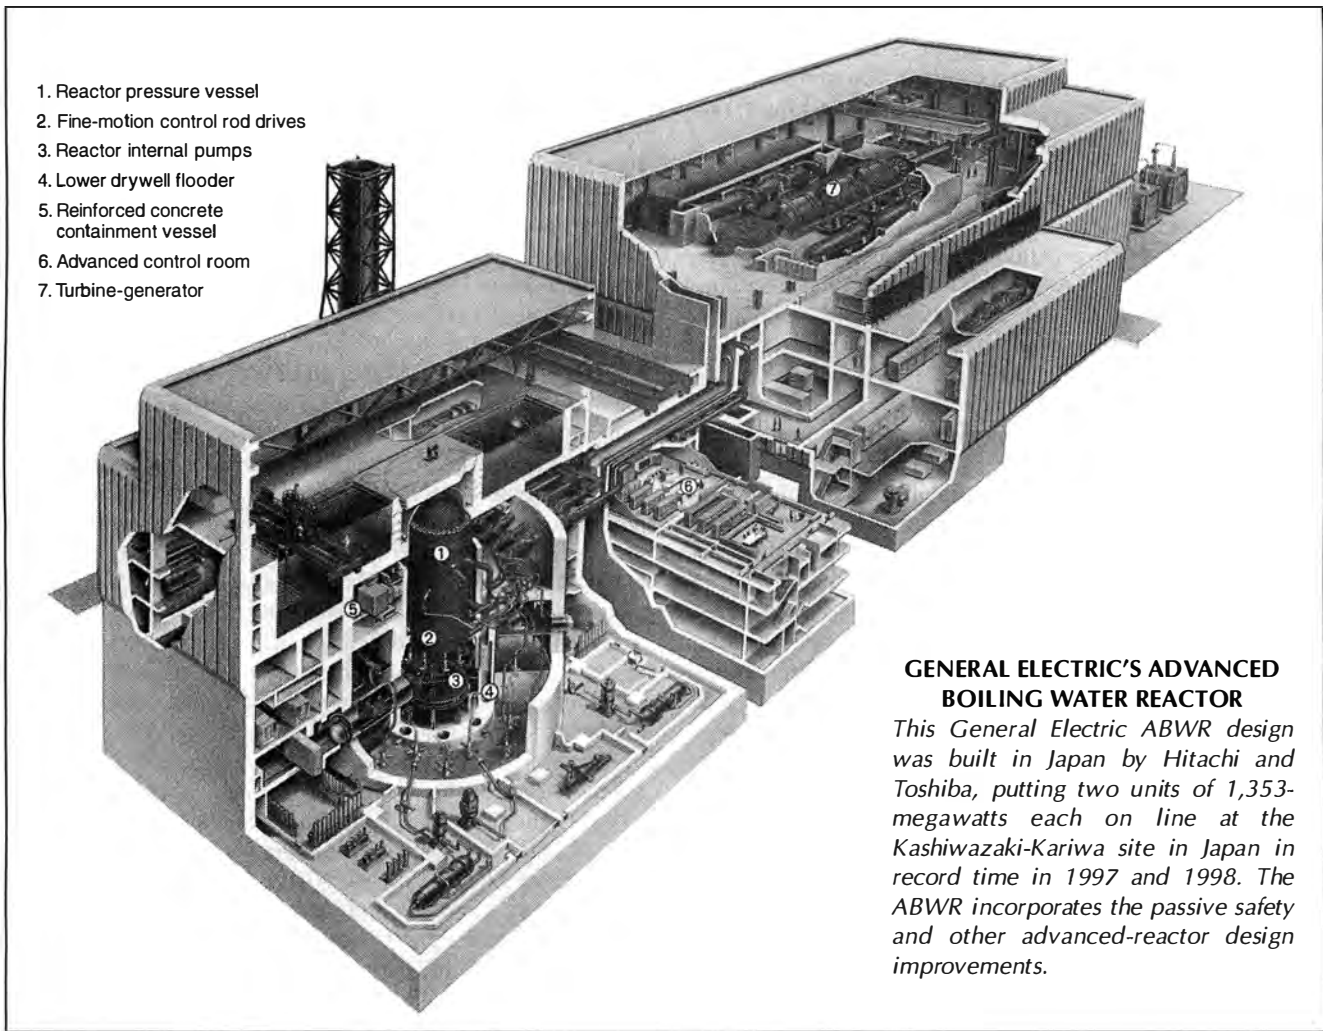 1. Reactor pressure vessel
2. Fine-motion control rod drives
3. Reactor internal pumps
4. Lower drywell flooder
5. Reinforced concrete
containment vessel
6. Advanced control room
7. Turbine-generator
7
6
1
5
2
3
4
GENERAL ELECTRIC'S ADVANCED
BOILING WATER REACTOR
This General Electric ABWR design
was built in Japan by Hitachi and
Toshiba, putting two units of 1,353-
megawatts each on line at the
Kashiwazaki-Kariwa site in Japan in
record time in 1997 and 1998. The
ABWR incorporates the passive safety
and other advanced-reactor design
improvements.